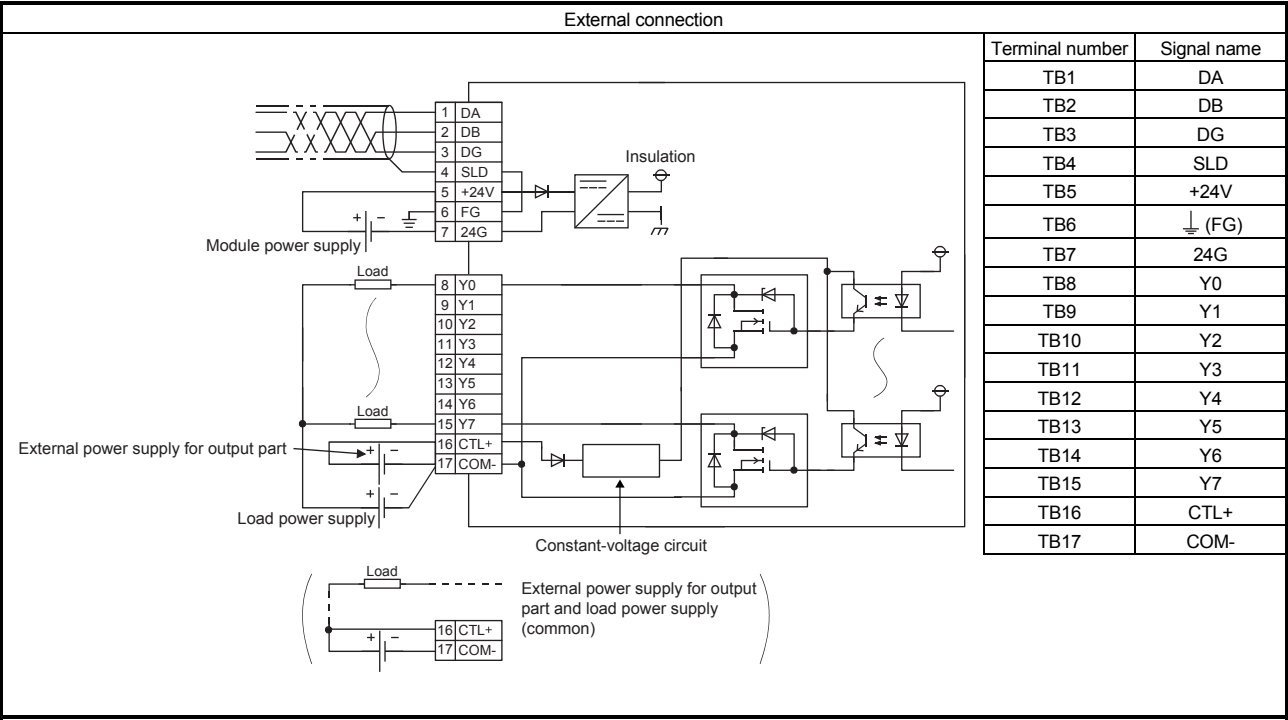 External connection
1 DA
2 DB
3 DG
4 SLD
5 +24V
6 FG
7 24G
+ −
Module power supply
Insulation
Load
8 Y0
9 Y1
10 Y2
11 Y3
12 Y4
13 Y5
14 Y6
Load
15 Y7
16 CTL+
17 COM-
External power supply for output part
+ −
+ −
Load power supply
Constant-voltage circuit
Load
External power supply for output
part and load power supply
(common)
+ −
16 CTL+
17 COM-
Terminal number Signal name
TB1 DA
TB2 DB
TB3 DG
TB4 SLD
TB5 +24V
TB6 (FG)
TB7 24G
TB8 Y0
TB9 Y1
TB10 Y2
TB11 Y3
TB12 Y4
TB13 Y5
TB14 Y6
TB15 Y7
TB16 CTL+
TB17 COM-